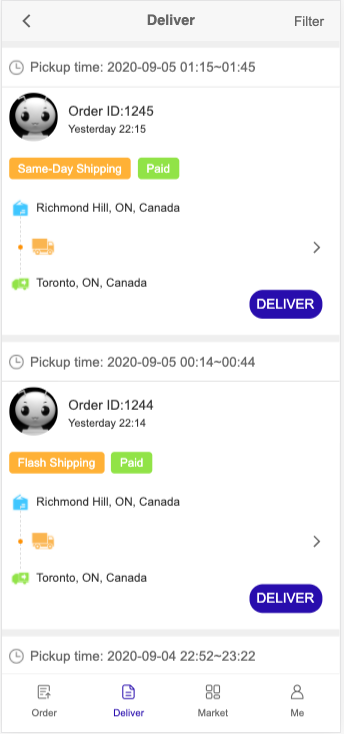 Deliver
Filter
Pickup time: 2020-09-05 01:15~01:45
Order ID:1245
Yesterday 22:15
Same-Day Shipping
Paid
Richmond Hill, ON, Canada
Toronto, ON, Canada
DELIVER
Pickup time: 2020-09-05 00:14~00:44
Order ID:1244
Yesterday 22:14
Flash Shipping
Paid
Richmond Hill, ON, Canada
Toronto, ON, Canada
DELIVER
Pickup time: 2020-09-04 22:52~23:22
Order
Deliver
Market
Me